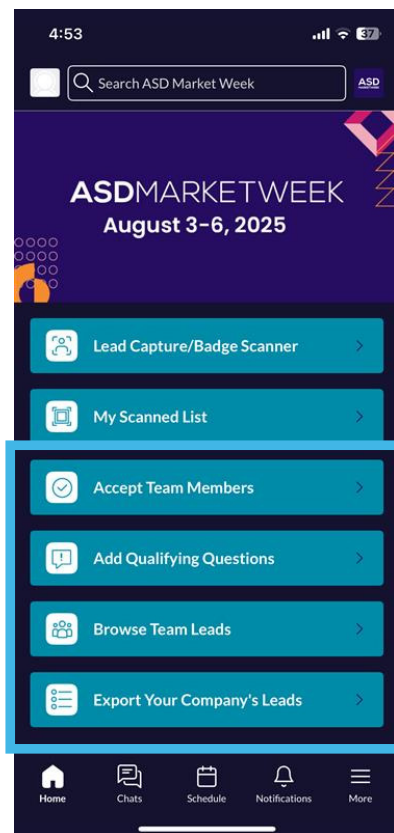 4:53
37
Search ASD Market Week
ASD
MARKET WEEK
ASDMARKETWEEK
August 3-6, 2025
Lead Capture/Badge Scanner
My Scanned List
Accept Team Members
Add Qualifying Questions
Browse Team Leads
Export Your Company's Leads
Home Chats Schedule Notifications More